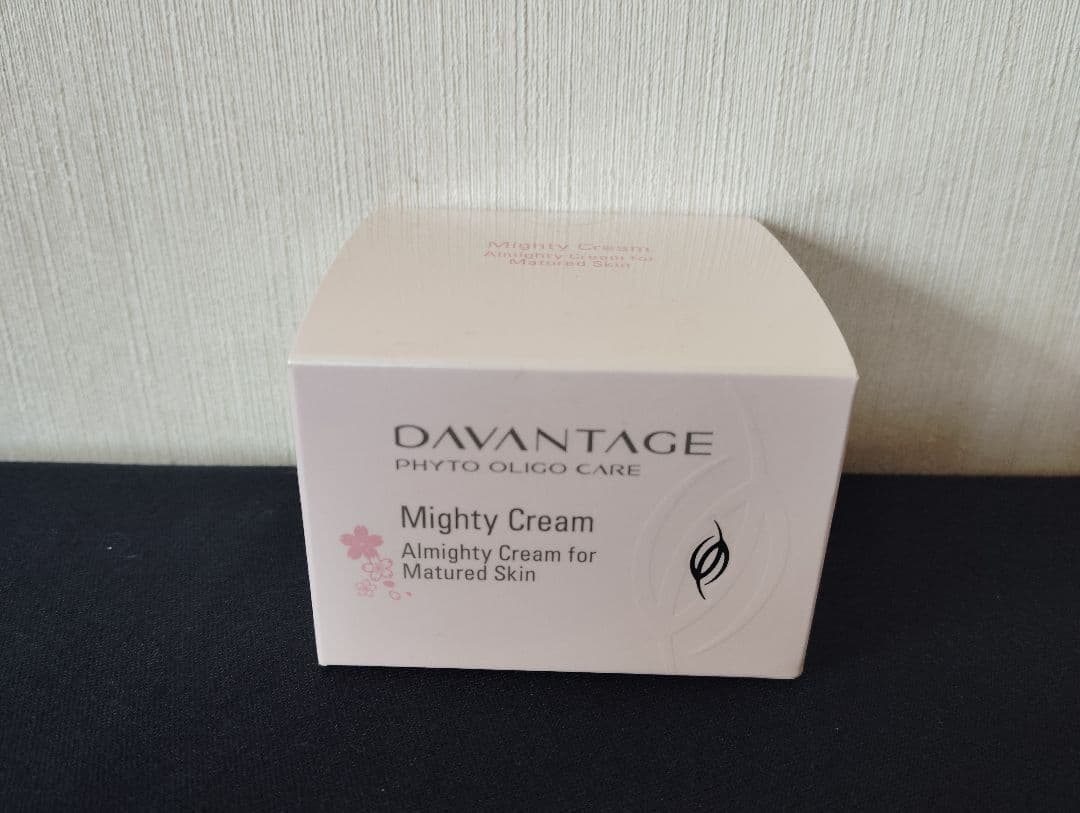 Mighty Cream
Almighty Cream for
Matured Skin
DAVANTAGE
PHYTO OLIGO CARE
Mighty Cream
Almighty Cream for
Matured Skin